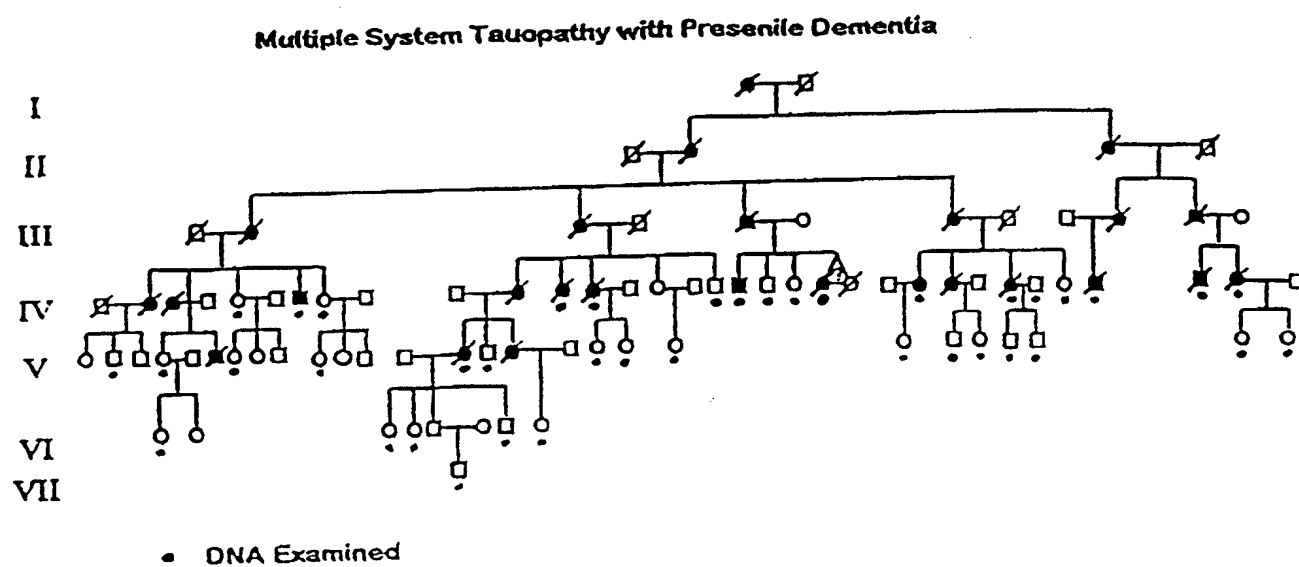 Multiple System Tauopathy with Presenile Dementia
I
II
III
IV
V
VI
VII
• DNA Examined